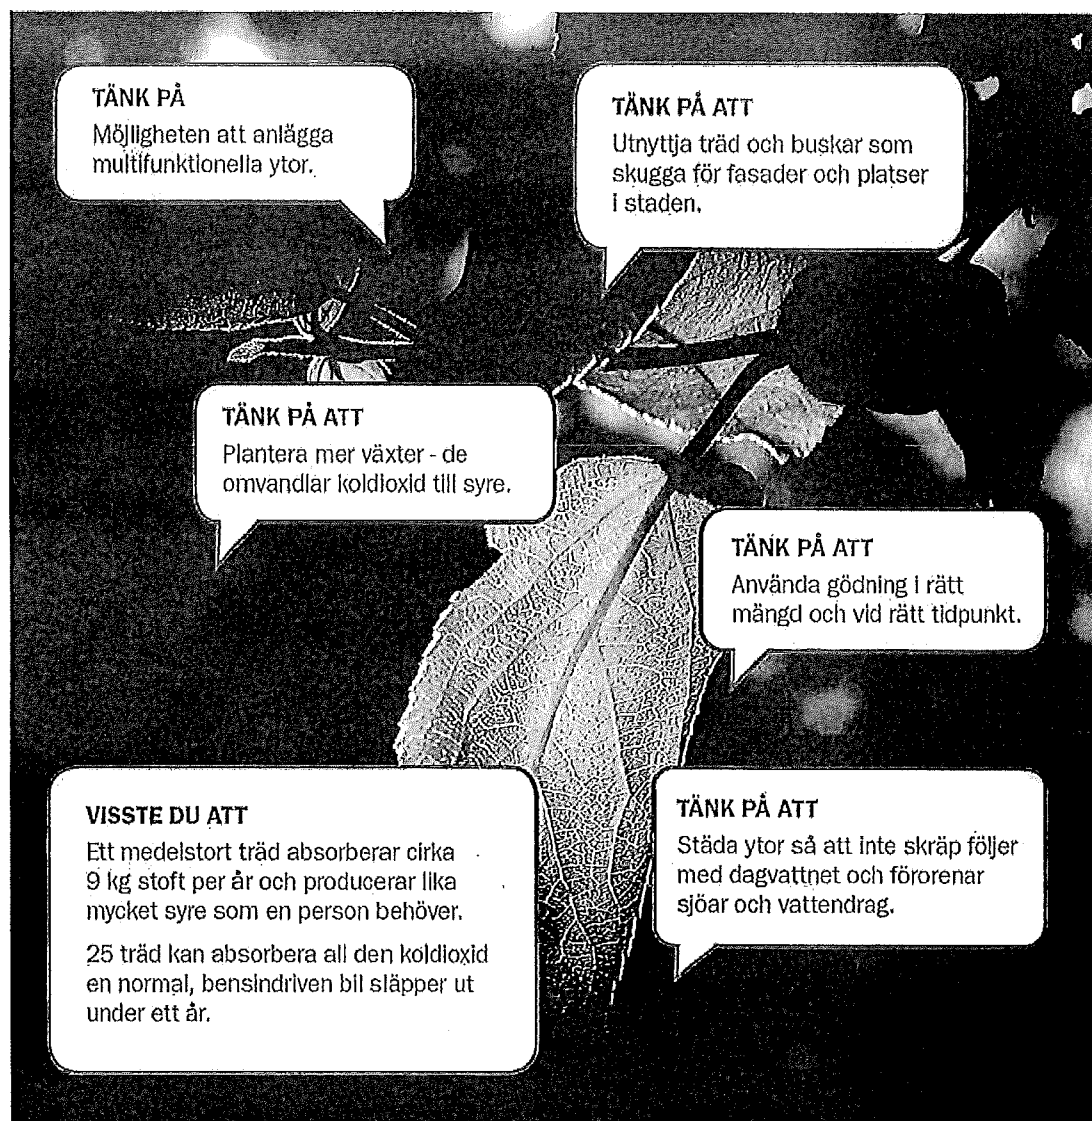 TÄNK PÅ
Möjligheten att anlägga
multifunktionella ytor.
TÄNK PÅ ATT
Utnyttja träd och buskar som
skugga för fasader och platser
i staden.
TÄNK PÅ ATT
Plantera mer växter - de
omvandlar koldioxid till syre.
TÄNK PÅ ATT
Använda gödning i rätt
mängd och vid rätt tidpunkt.
VISSTE DU ATT
Ett medelstort träd absorberar cirka
9 kg stoft per år och producerar lika
mycket syre som en person behöver.
25 träd kan absorbera all den koldioxid
en normal, bensindriven bil släpper ut
under ett år.
TÄNK PÅ ATT
Städa ytor så att inte skräp följer
med dagvattnet och förorenar
sjöar och vattendrag.